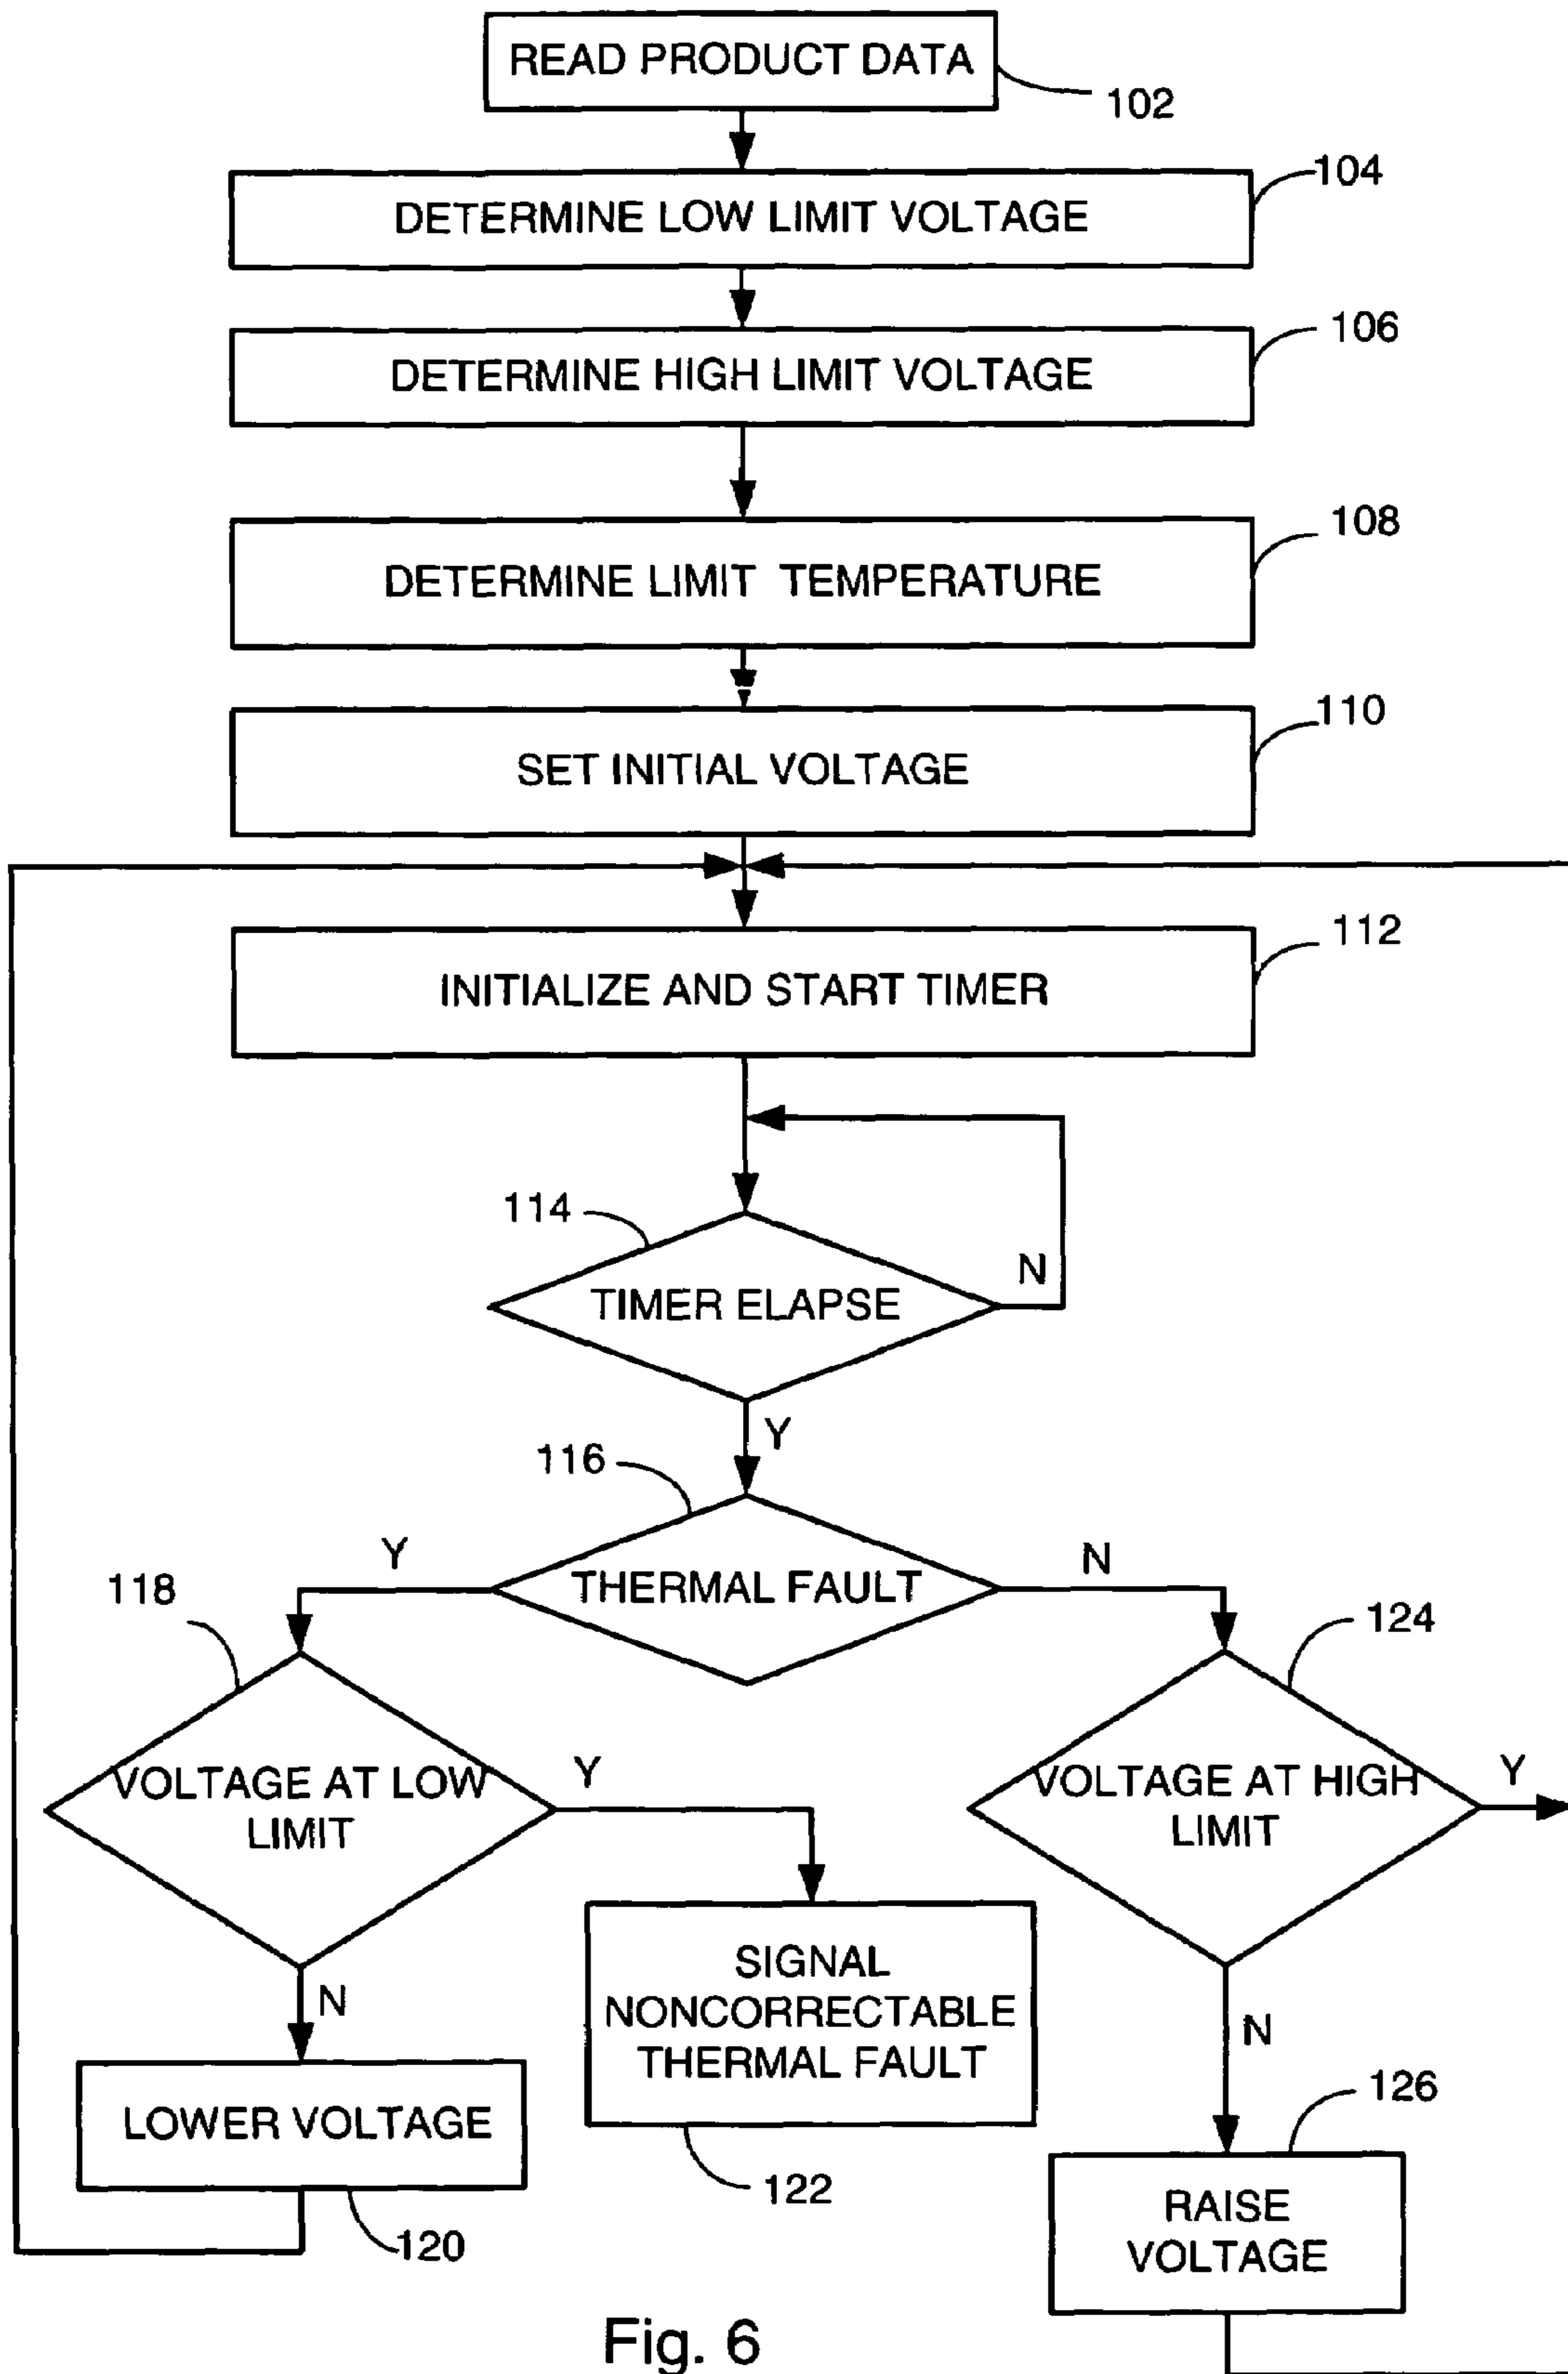 READ PRODUCT DATA
102
104
DETERMINE LOW LIMIT VOLTAGE
106
DETERMINE HIGH LIMIT VOLTAGE
108
DETERMINE LIMIT TEMPERATURE
110
SET INITIAL VOLTAGE
112
INITIALIZE AND START TIMER
114
N
TIMER ELAPSE
Y
116
Y
N
THERMAL FAULT
118
124
VOLTAGE AT LOW
LIMIT
Y
VOLTAGE AT HIGH
LIMIT
Y
N
SIGNAL
NONCORRECTABLE
THERMAL FAULT
N
LOWER VOLTAGE
126
122
120
RAISE
VOLTAGE
Fig. 6